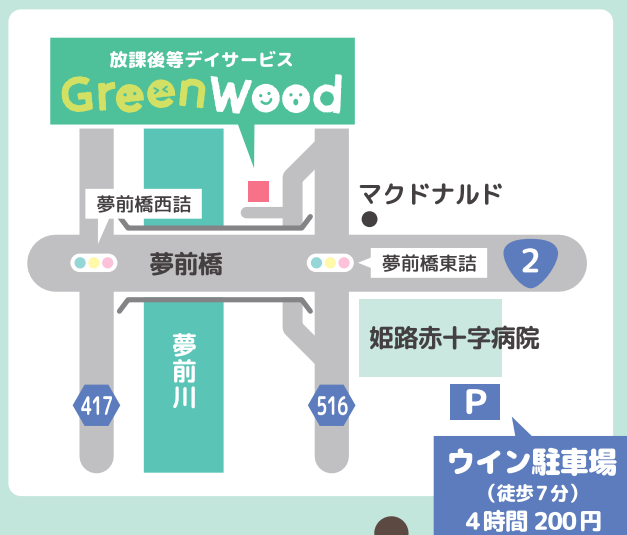 放課後等デイサービス
GreenWood
夢前橋西詰
マクドナルド
夢前橋
夢前橋東詰
2
夢前川
姫路赤十字病院
417
516
P
ウイン駐車場
（徒歩7分）
4時間 200円